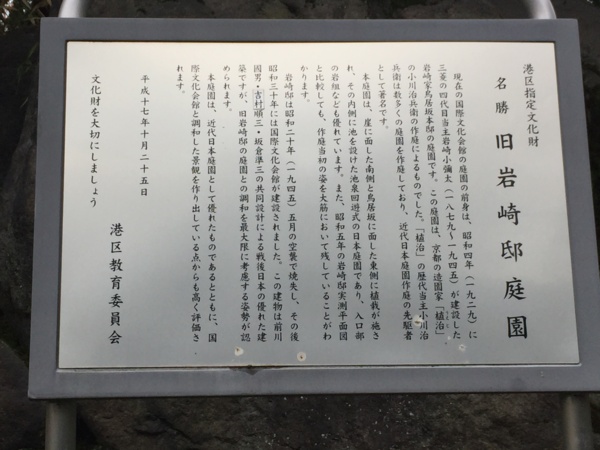 港区指定文化財
名勝 旧岩崎邸庭園
現在の国際文化会館の庭園の前身は、昭和四年（一九二九）に
三菱の四代目当主岩崎小彌太（一八七九〜一九四五）が建設した
岩崎家鳥居坂本邸の庭園です。この庭園は、京都の造園家「植治」
の小川治兵衛の作庭によるものでした。「植治」の歴代当主小川治
兵衛は数多くの庭園を作庭しており、近代日本庭園作庭の先駆者
として著名です。
本庭園は、崖に面した南側と鳥居坂に面した東側に植栽が施さ
れ、その内側に池を設けた池泉回遊式の日本庭園であり、入口部
の岩組なども優れています。また、昭和五年の岩崎邸実測平面図
と比較しても、作庭当初の姿を大筋において残していることがわ
かります。
岩崎邸は昭和二十年（一九四五）五月の空襲で焼失し、その後
昭和三十年には国際文化会館が建設されました。この建物は前川
國男・吉村順三・坂倉準三の共同設計による戦後日本の優れた建
築ですが、旧岩崎邸の庭園との調和を最大限に考慮する姿勢が認
められます。
本庭園は、近代日本庭園として優れたものであるとともに、国
際文化会館と調和した景観を作り出している点からも高く評価さ
れます。
平成十七年十月二十五日
港区教育委員会
文化財を大切にしましょう